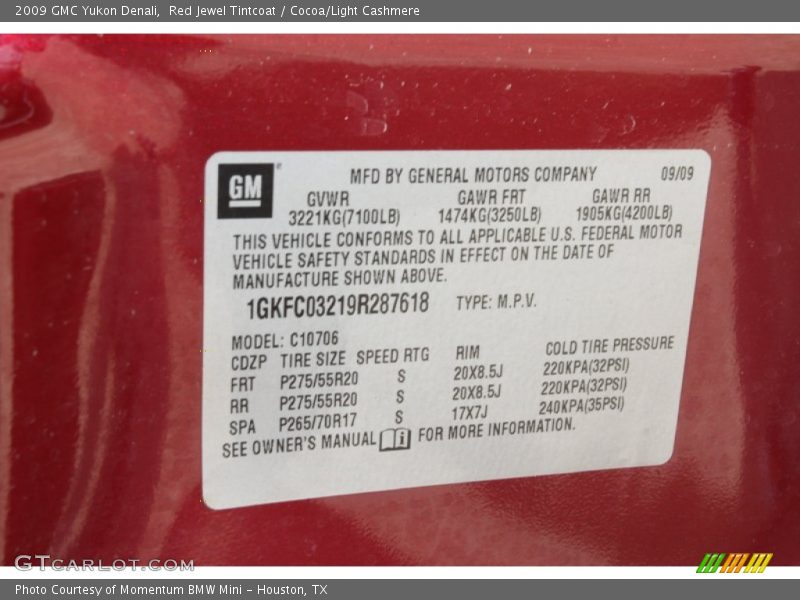 2009 GMC Yukon Denali,  Red Jewel Tintcoat / Cocoa/Light Cashmere
GM
MFD BY GENERAL MOTORS COMPANY 09/09
GVWR GAWR FRT GAWR RR
3221KG(7100LB) 1474KG(3250LB) 1905KG(4200LB)
THIS VEHICLE CONFORMS TO ALL APPLICABLE U.S. FEDERAL MOTOR
VEHICLE SAFETY STANDARDS IN EFFECT ON THE DATE OF
MANUFACTURE SHOWN ABOVE.
1GKFC03219R287618 TYPE: M.P.V.
MODEL: C10706
CDZP TIRE SIZE SPEED RTG RIM COLD TIRE PRESSURE
FRT P275/55R20 S 20X8.5J 220KPA(32PSI)
RR P275/55R20 S 20X8.5J 220KPA(32PSI)
SPA P265/70R17 S 17X7J 240KPA(35PSI)
SEE OWNER'S MANUAL i FOR MORE INFORMATION.
GTCARLOT.COM
Photo Courtesy of Momentum BMW Mini - Houston, TX